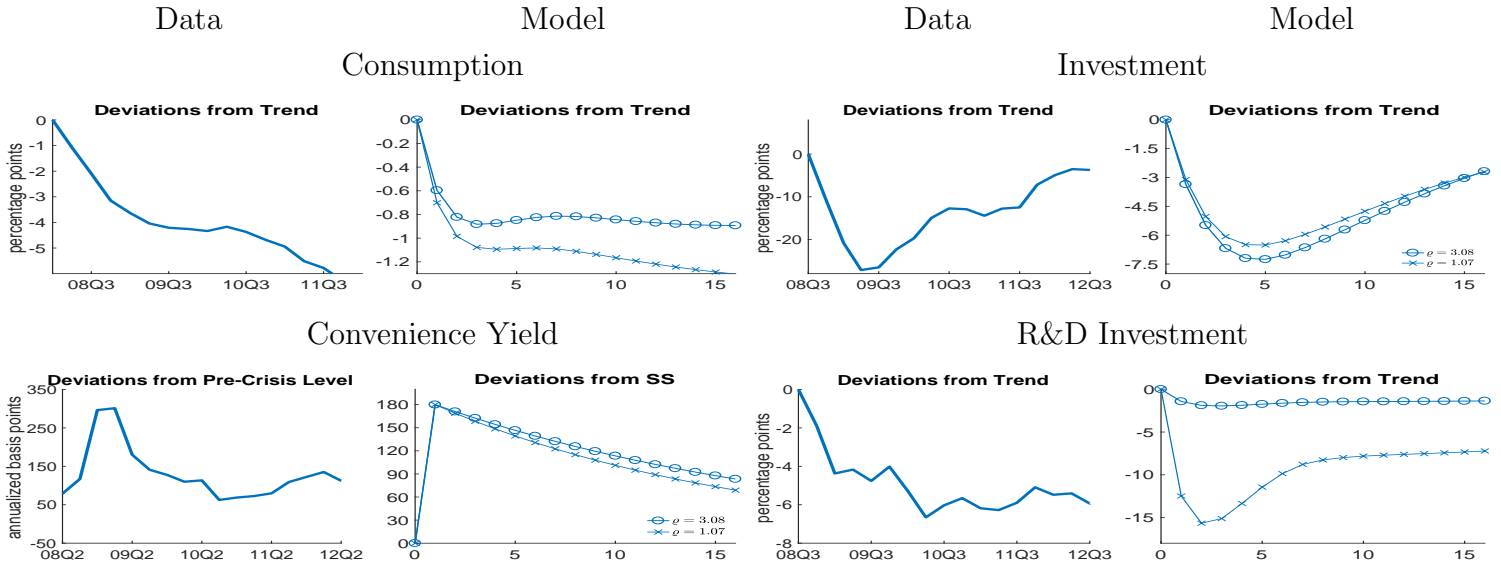 Data Model Data Model
Consumption Investment
Deviations from Trend
percentage points
0
-1
-2
-3
-4
-5
08Q3 09Q3 10Q3 11Q3
Deviations from Trend
0
-0.2
-0.4
-0.6
-0.8
-1
-1.2
0 5 10 15
Deviations from Trend
percentage points
0
-10
-20
08Q3 09Q3 10Q3 11Q3 12Q3
Deviations from Trend
0
-1.5
-3
-4.5
-6
-7.5
0 5 10 15
ϱ = 3.08
ϱ = 1.07
Convenience Yield R&D Investment
Deviations from Pre-Crisis Level
annualized basis points
350
250
150
50
-50
08Q2 09Q2 10Q2 11Q2 12Q2
Deviations from SS
180
150
120
90
60
30
0
0 5 10 15
ϱ = 3.08
ϱ = 1.07
Deviations from Trend
percentage points
0
-2
-4
-6
-8
08Q3 09Q3 10Q3 11Q3 12Q3
Deviations from Trend
0
-5
-10
-15
0 5 10 15